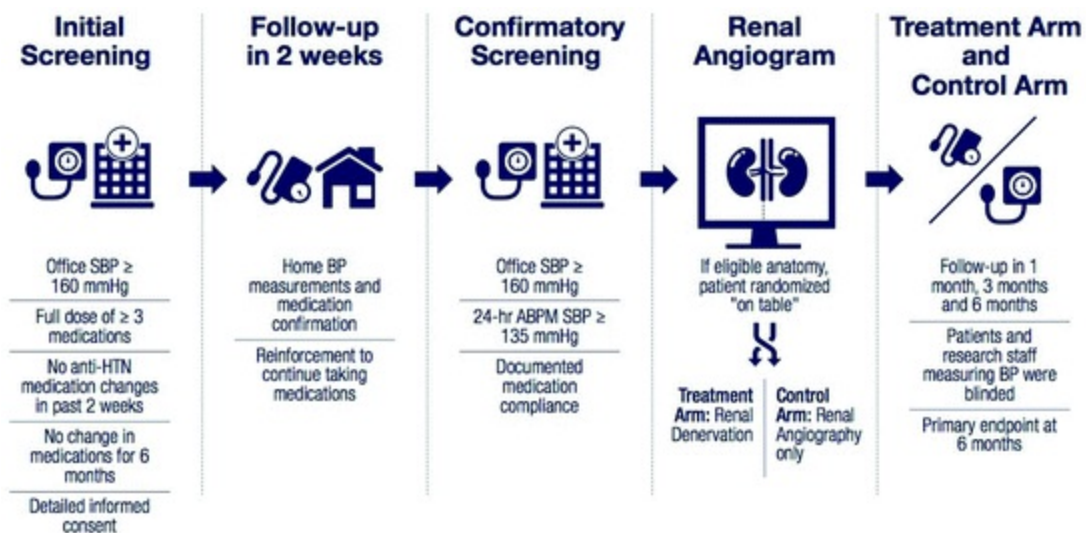 Initial
Screening
Office SBP ≥
160 mmHg
Full dose of ≥ 3
medications
No anti-HTN
medication changes
in past 2 weeks
No change in
medications for 6
months
Detailed informed
consent
Follow-up
in 2 weeks
Home BP
measurements and
medication
confirmation
Reinforcement to
continue taking
medications
Confirmatory
Screening
Office SBP ≥
160 mmHg
24-hr ABPM SBP ≥
135 mmHg
Documented
medication
compliance
Renal
Angiogram
If eligible anatomy,
patient randomized
"on table"
Treatment
Arm: Renal
Denervation
Control
Arm: Renal
Angiography
only
Treatment Arm
and
Control Arm
Follow-up in 1
month, 3 months
and 6 months
Patients and
research staff
measuring BP were
blinded
Primary endpoint at
6 months